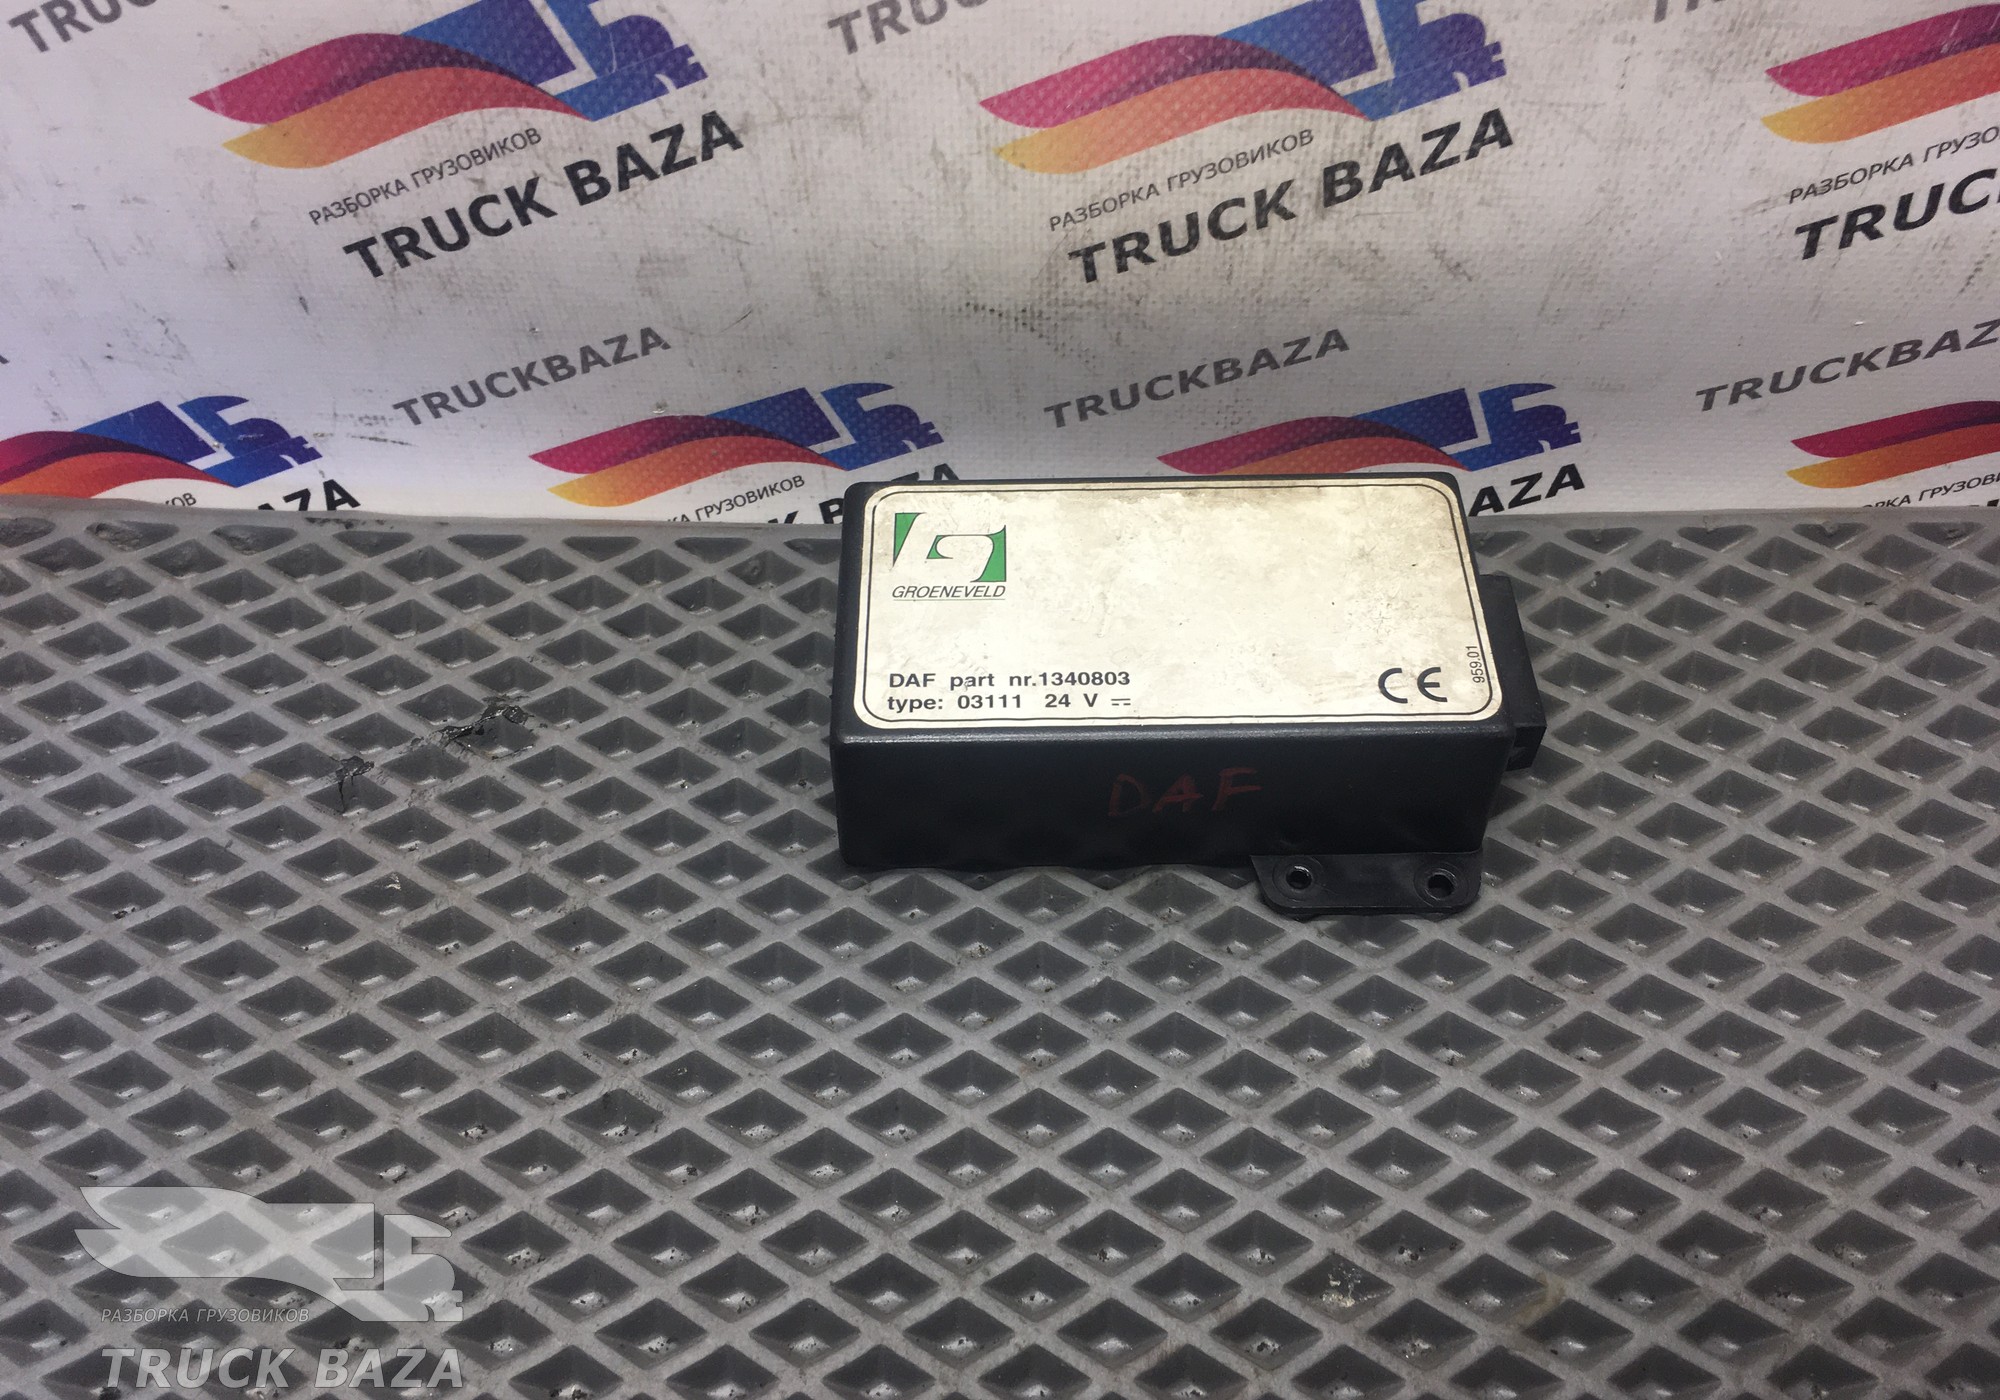 TRUCK
TRUCK
РАЗБОРКА ГРУЗОВИКОВ
TRUCK BAZA
РАЗБОРКА ГРУЗОВИКОВ
TRUCK BAZA
РАЗБОРКА
TRUCKBAZA
TRUCKBAZA
TRUCKBAZA
ГРУЗОВИКОВ
GROENEVELD
DAF part nr.1340803
type: 03111 24 V
CE
959.01
DAF
РАЗБОРКА ГРУЗОВИКОВ
TRUCK BAZA